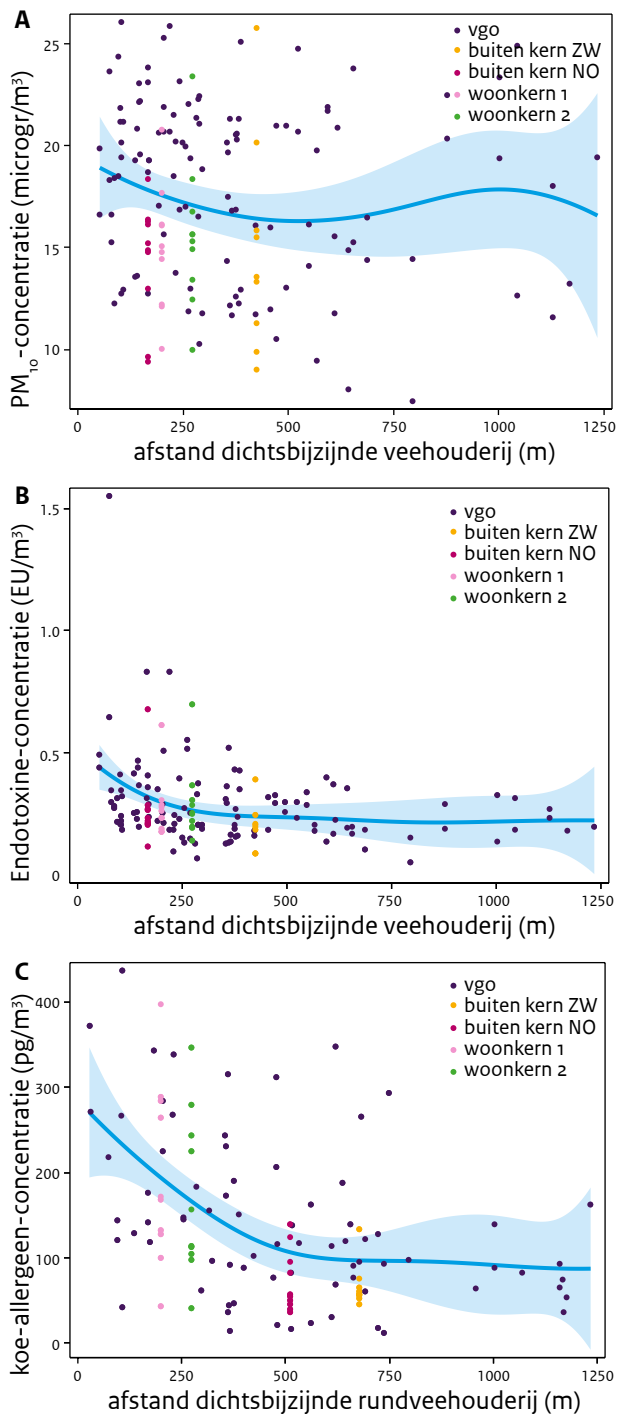 A
PM₁₀-concentratie (microgr/m³)
25
20
15
10
vgo
buiten kern ZW
buiten kern NO
woonkern 1
woonkern 2
0 250 500 750 1000 1250
afstand dichtsbijzijnde veehouderij (m)
B
Endotoxine-concentratie (EU/m³)
1.5
1.0
0.5
0
vgo
buiten kern ZW
buiten kern NO
woonkern 1
woonkern 2
0 250 500 750 1000 1250
afstand dichtsbijzijnde veehouderij (m)
C
koe-allergeen-concentratie (pg/m³)
400
300
200
100
0
vgo
buiten kern ZW
buiten kern NO
woonkern 1
woonkern 2
0 250 500 750 1000 1250
afstand dichtsbijzijnde rundveehouderij (m)